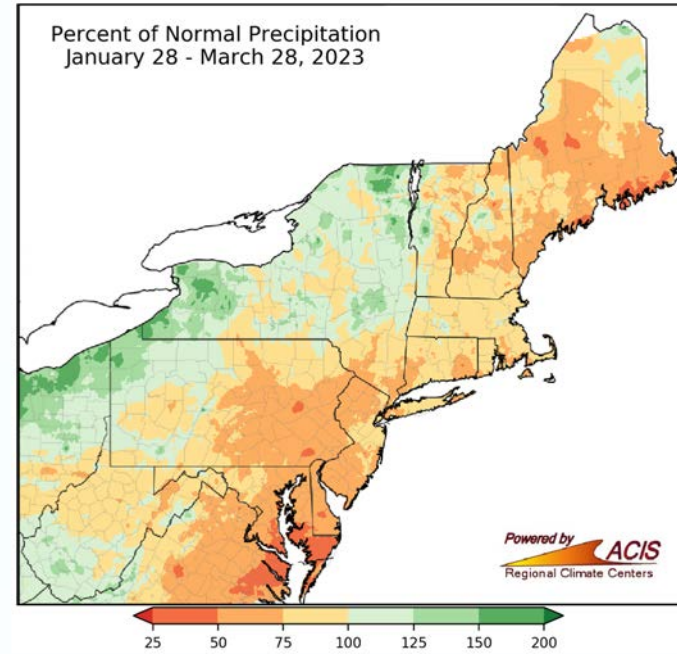 Percent of Normal Precipitation
January 28 - March 28, 2023
Powered by
ACIS
Regional Climate Centers
25 50 75 100 125 150 200